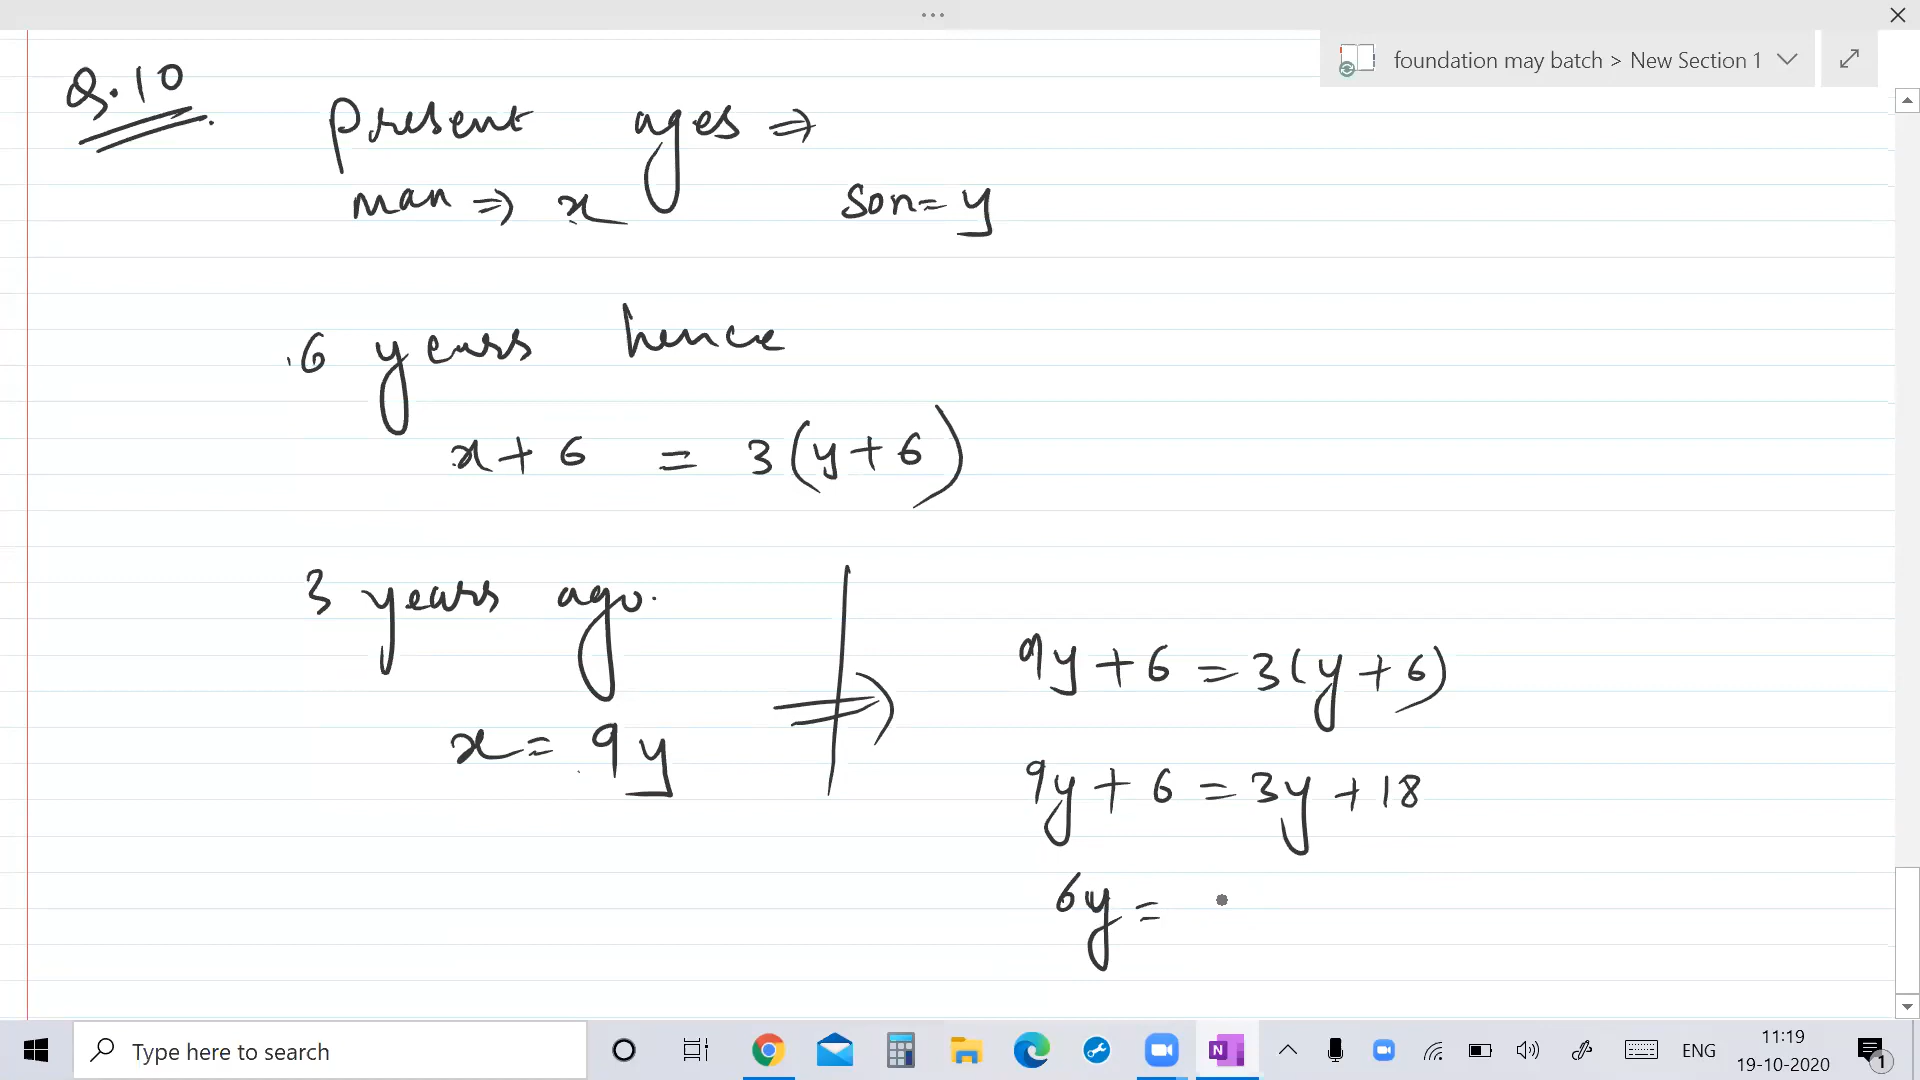 foundation may batch > New Section 1
Q.10
Present ages ⇒
man ⇒ x son = y
6 years hence
x + 6 = 3(y+6)
3 years ago.
x = 9y
⇒
9y + 6 = 3(y + 6)
9y + 6 = 3y + 18
6y =
Type here to search
ENG
11:19
19-10-2020
1